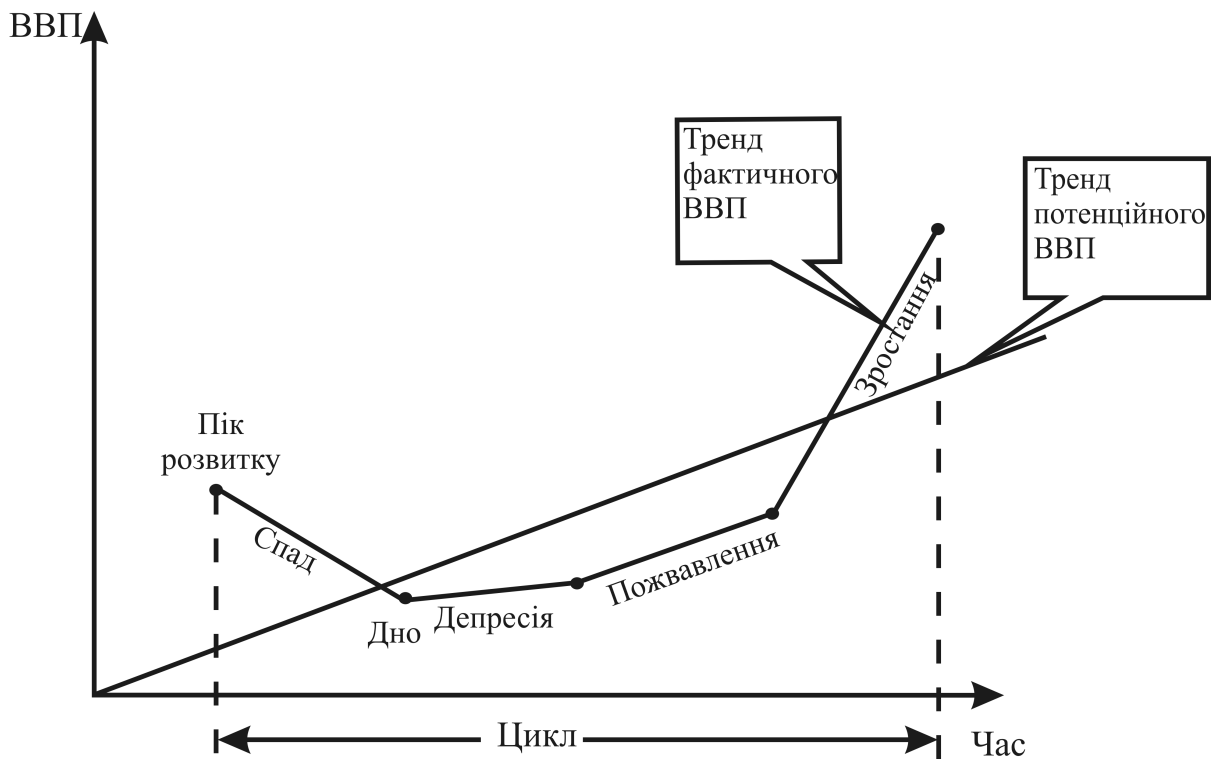 ВВП
Тренд
фактичного
ВВП
Тренд
потенційного
ВВП
Зростання
Пік
розвитку
Спад
Дно
Депресія
Пожвавлення
Цикл
Час